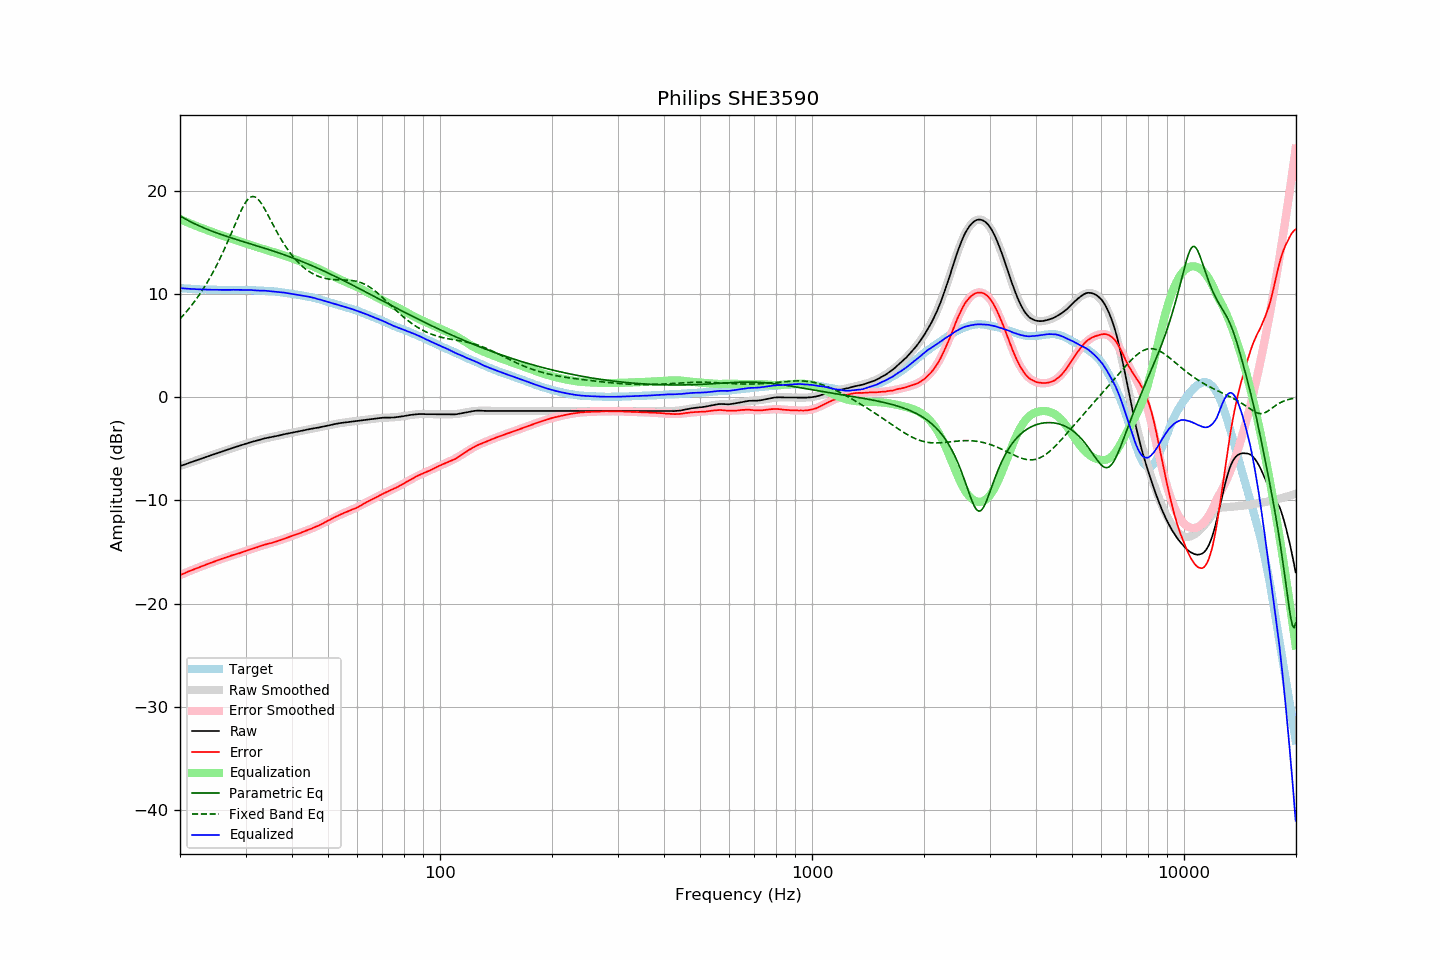 Philips SHE3590
Amplitude (dBr)
20
10
0
−10
−20
−30
−40
Target
Raw Smoothed
Error Smoothed
Raw
Error
Equalization
Parametric Eq
Fixed Band Eq
Equalized
100
1000
10000
Frequency (Hz)